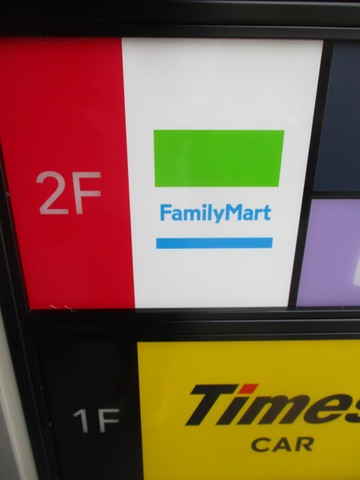 2F
FamilyMart
1F
Times
CAR